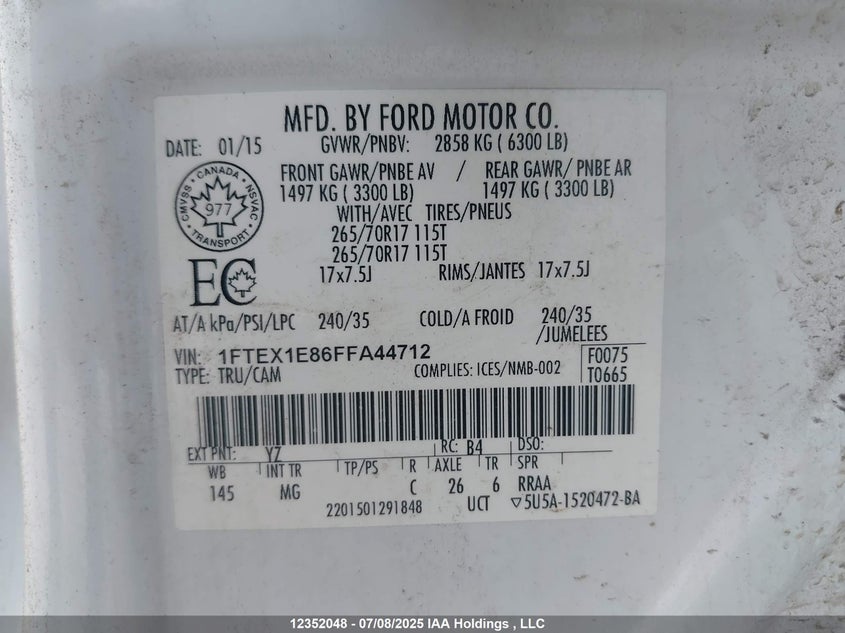 MFD. BY FORD MOTOR CO.
DATE: 01/15 GVWR/PNBV: 2858 KG ( 6300 LB)
FRONT GAWR/PNBE AV / REAR GAWR/ PNBE AR
1497 KG ( 3300 LB) 1497 KG ( 3300 LB)
WITH/AVEC TIRES/PNEUS
265/70R17 115T
265/70R17 115T
17x7.5J RIMS/JANTES 17x7.5J
CANADA
CMVSS NSVAC
977
TRANSPORT
EC
AT/A kPa/PSI/LPC 240/35 COLD/A FROID 240/35
/JUMELEES
VIN: 1FTEX1E86FFA44712 F0075
TYPE: TRU/CAM COMPLIES: ICES/NMB-002 T0665
EXT PNT: YZ RC: B4 DSO:
WB INT TR TP/PS R AXLE TR SPR
145 MG C 26 6 RRAA
2201501291848 UCT ▽5U5A-1520472-BA
12352048 - 07/08/2025 IAA Holdings , LLC